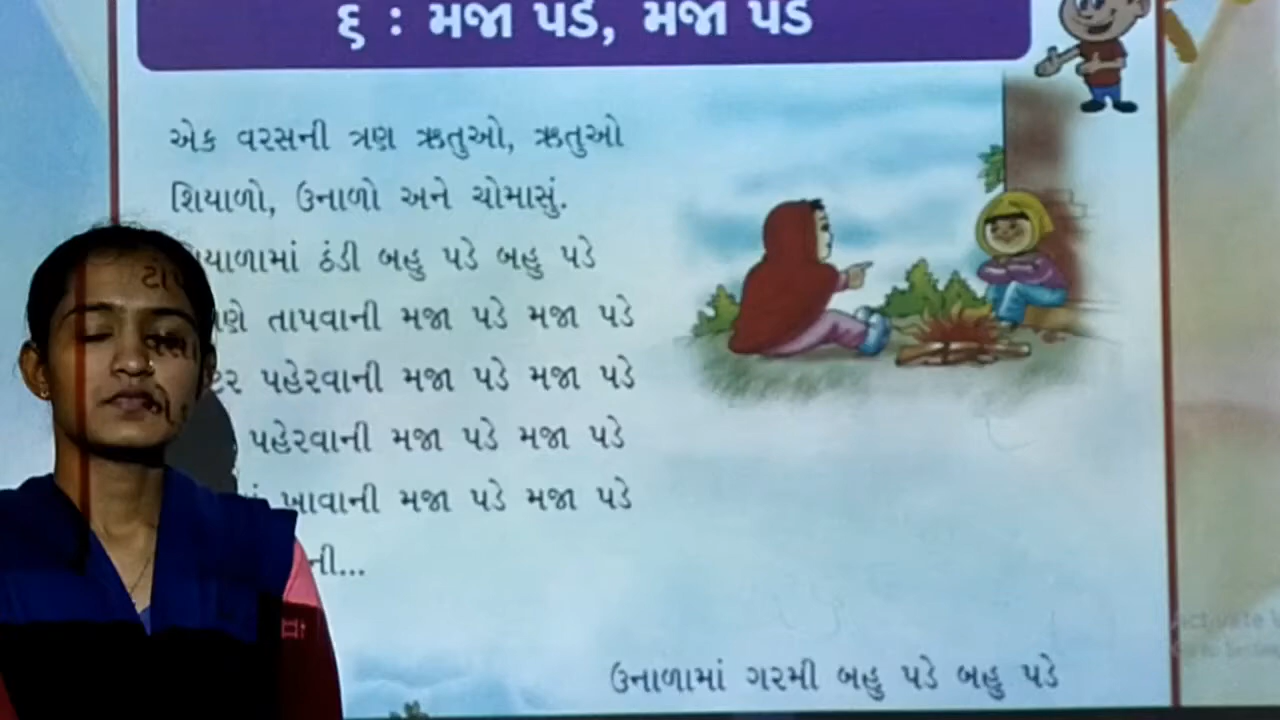 ૬ : મજા પડે, મજા પડે
એક વરસની ત્રણ ઋતુઓ, ઋતુઓ
શિયાળો, ઉનાળો અને ચોમાસું.
ઠંડી બહુ પડે બહુ પડે
તાપવાની મજા પડે મજા પડે
પહેરવાની મજા પડે મજા પડે
પહેરવાની મજા પડે મજા પડે
ખાવાની મજા પડે મજા પડે
ઉનાળામાં ગરમી બહુ પડે બહુ પડે